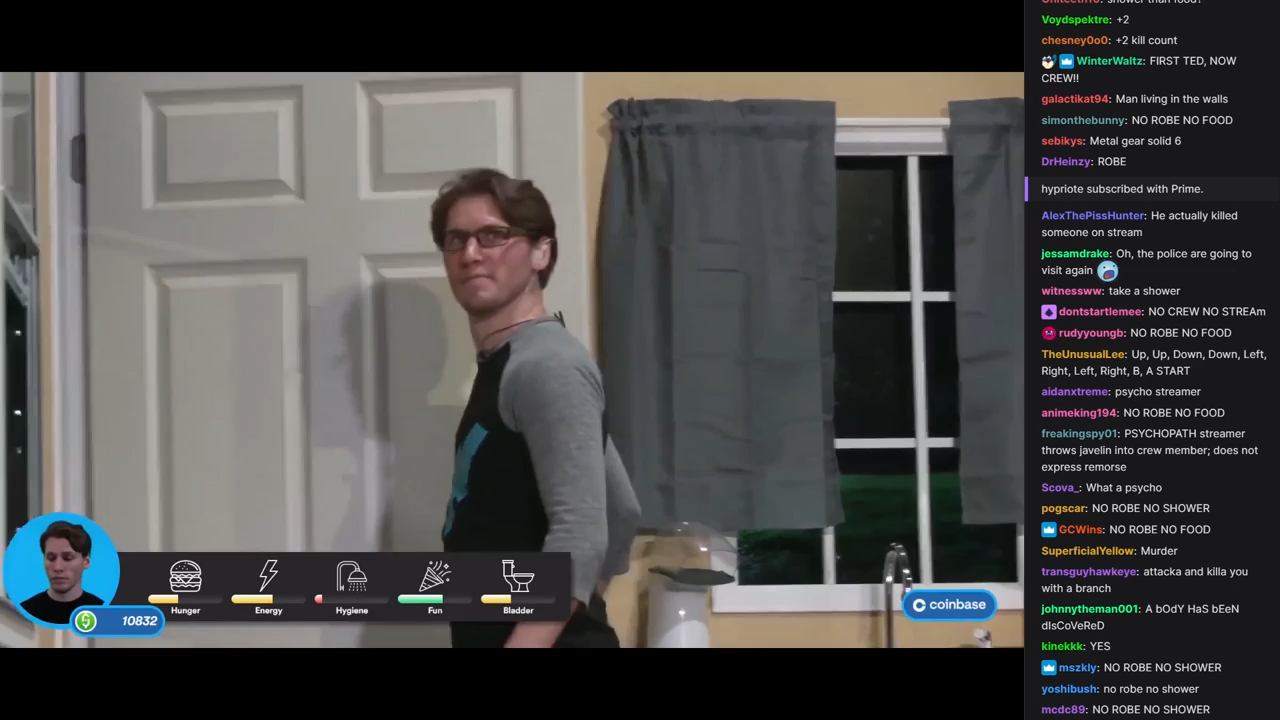 Voydspektre: +2
chesney0o0: +2 kill count
WinterWaltz: FIRST TED, NOW
CREW!!
galactikat94: Man living in the walls
simonthebunny: NO ROBE NO FOOD
sebikys: Metal gear solid 6
DrHeinzy: ROBE
hypriote subscribed with Prime.
AlexThePissHunter: He actually killed
someone on stream
jessamdrake: Oh, the police are going to
visit again
witnessww: take a shower
dontstartlemee: NO CREW NO STREAm
rudyyoungb: NO ROBE NO FOOD
TheUnusualLee: Up, Up, Down, Down, Left,
Right, Left, Right, B, A START
aidanxtreme: psycho streamer
animeking194: NO ROBE NO FOOD
freakingspy01: PSYCHOPATH streamer
throws javelin into crew member; does not
express remorse
Scova_: What a psycho
pogscar: NO ROBE NO SHOWER
GCWins: NO ROBE NO FOOD
SuperficialYellow: Murder
transguyhawkeye: attacka and killa you
with a branch
johnnytheman001: A bOdY HaS bEeN
dIsCoVeReD
kinekkk: YES
mszkly: NO ROBE NO SHOWER
yoshibush: no robe no shower
mcdc89: NO ROBE NO SHOWER
Hunger
Energy
Hygiene
Fun
Bladder
10832
coinbase